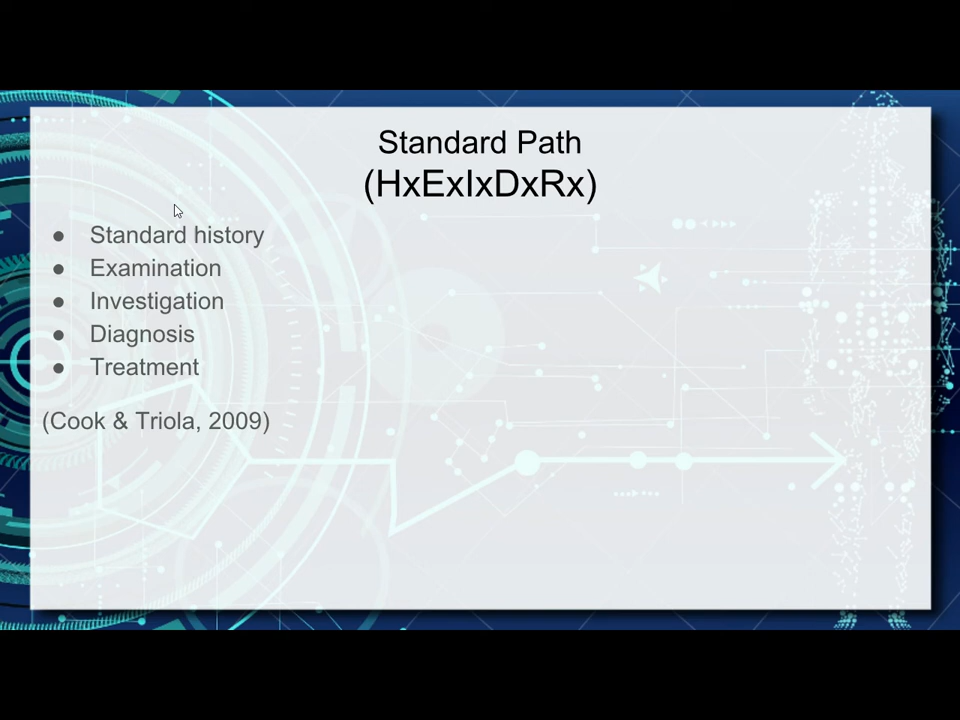 Standard Path
(HxExIxDxRx)
● Standard history
● Examination
● Investigation
● Diagnosis
● Treatment
(Cook & Triola, 2009)